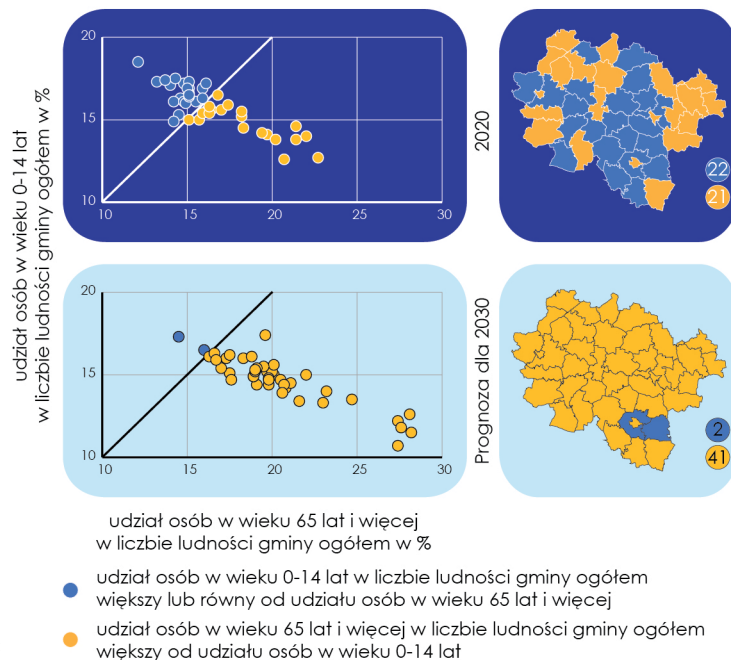 udział osób w wieku 0-14 lat
w liczbie ludności gminy ogółem w %
20
15
10
10
15
20
25
30
2020
22
21
20
15
10
10
15
20
25
30
Prognoza dla 2030
2
41
udział osób w wieku 65 lat i więcej
w liczbie ludności gminy ogółem w %
udział osób w wieku 0-14 lat w liczbie ludności gminy ogółem
większy lub równy od udziału osób w wieku 65 lat i więcej
udział osób w wieku 65 lat i więcej w liczbie ludności gminy ogółem
większy od udziału osób w wieku 0-14 lat